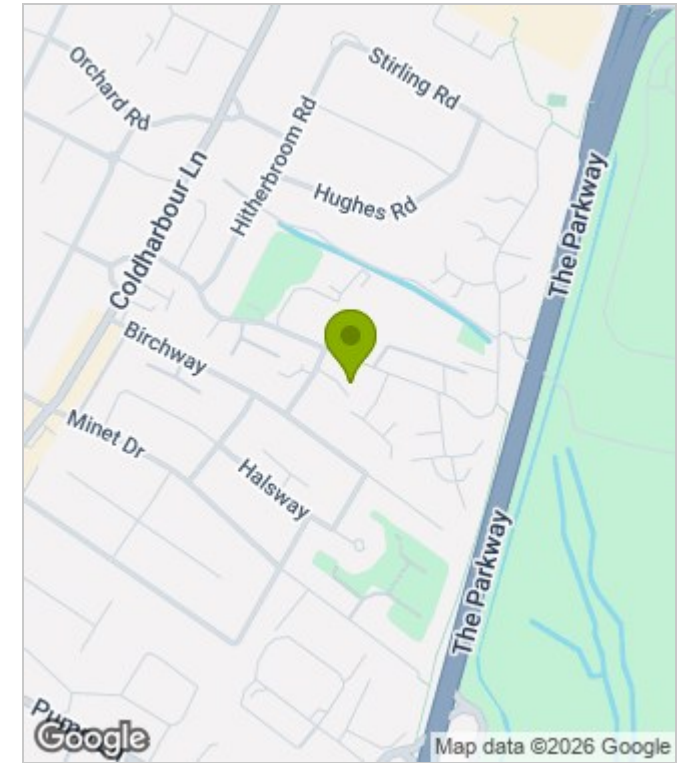 Orchard Rd
Stirling Rd
Hitherbroom Rd
Hughes Rd
Coldharbour Ln
The Parkway
Birchway
Minet Dr
Halsway
The Parkway
Google
Map data ©2026 Google